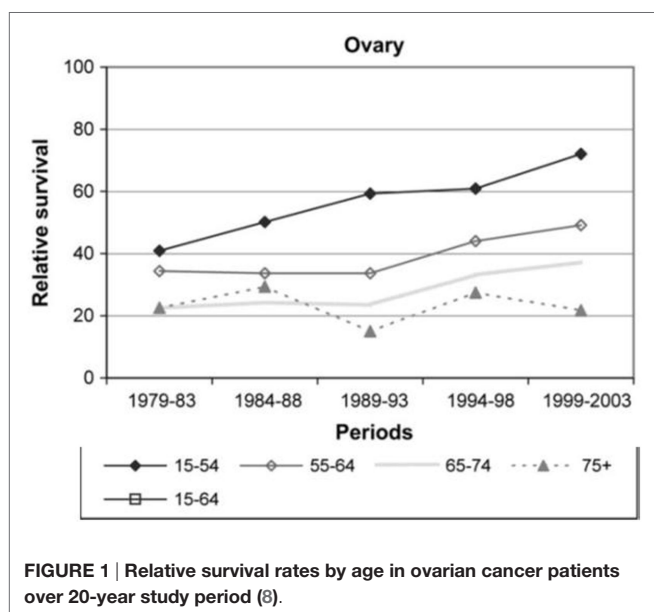 Ovary
100
80
60
40
20
0
Relative survival
1979-83 1984-88 1989-93 1994-98 1999-2003
Periods
15-54 55-64 65-74 75+
15-64
FIGURE 1 | Relative survival rates by age in ovarian cancer patients
over 20-year study period (8).